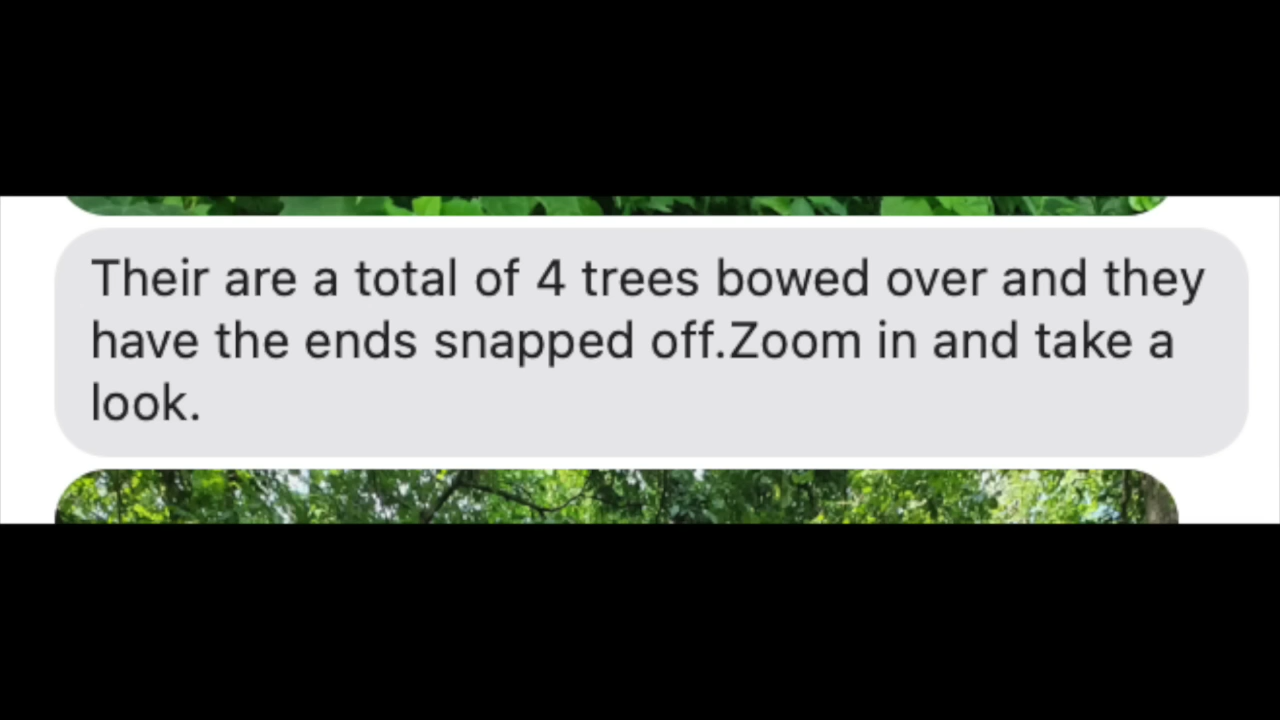 Their are a total of 4 trees bowed over and they
have the ends snapped off.Zoom in and take a
look.